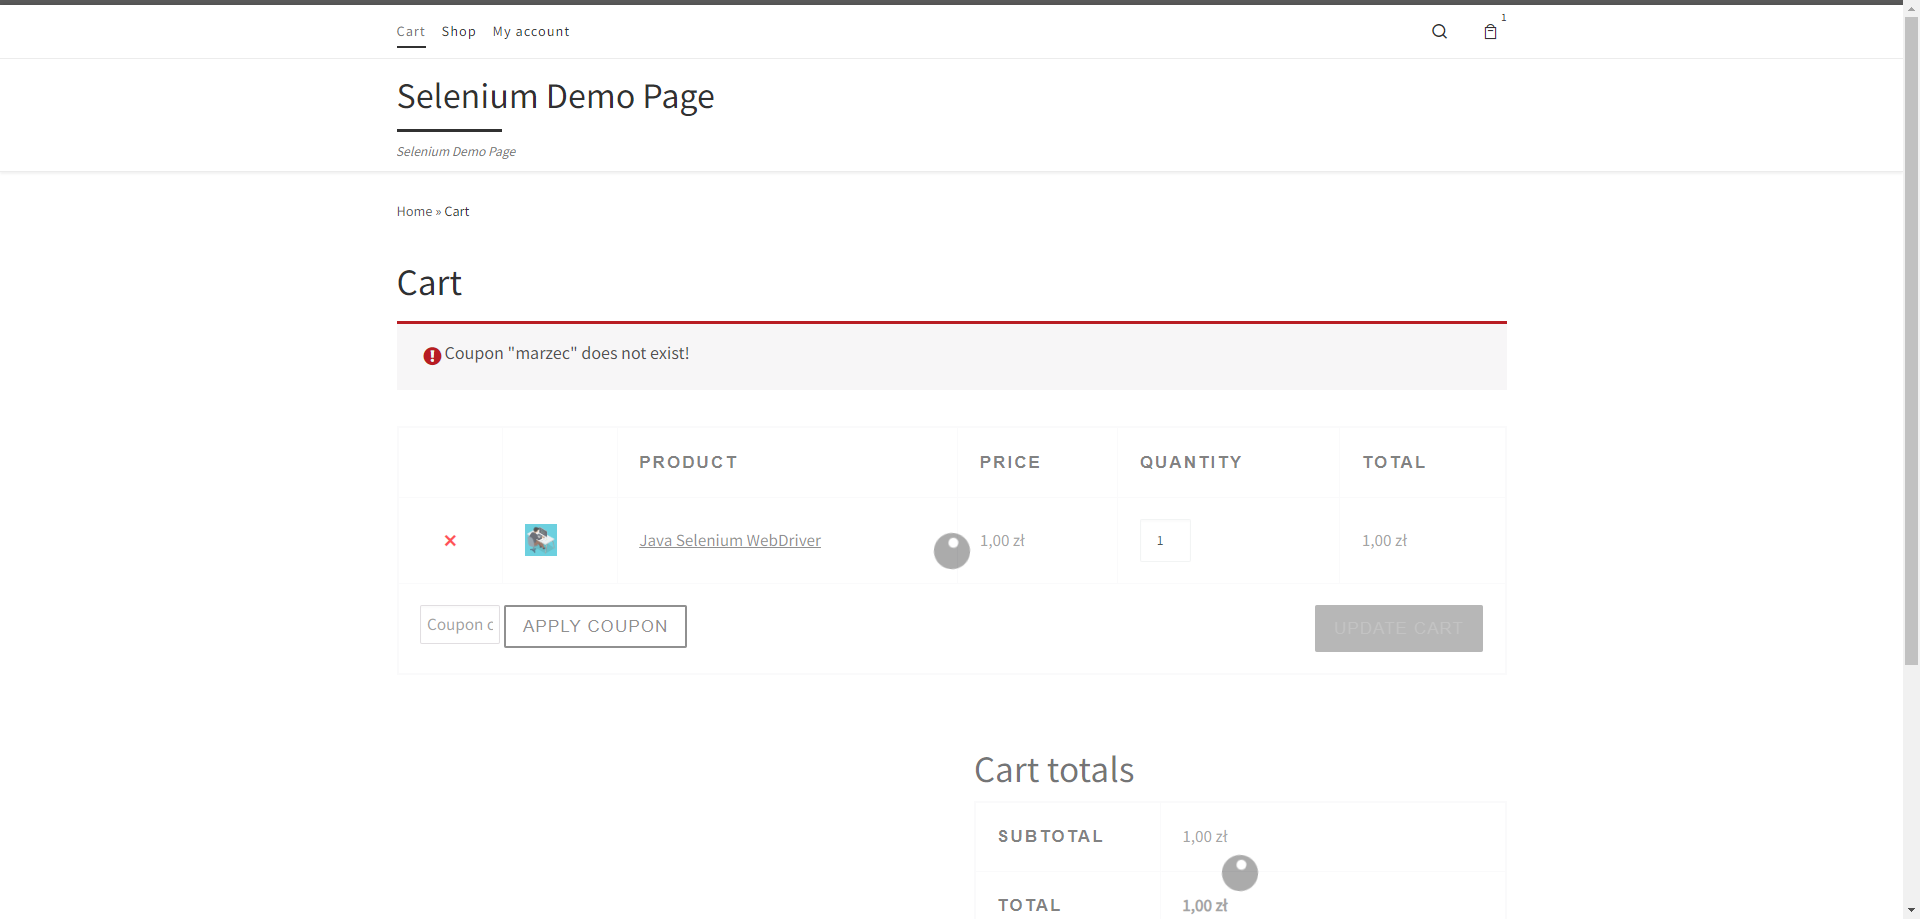 Cart Shop My account 1
Selenium Demo Page
Selenium Demo Page
Home » Cart
Cart
Coupon "marzec" does not exist!
PRODUCT PRICE QUANTITY TOTAL
× Java Selenium WebDriver 1,00 zł 1 1,00 zł
Coupon c APPLY COUPON UPDATE CART
Cart totals
SUBTOTAL 1,00 zł
TOTAL 1,00 zł